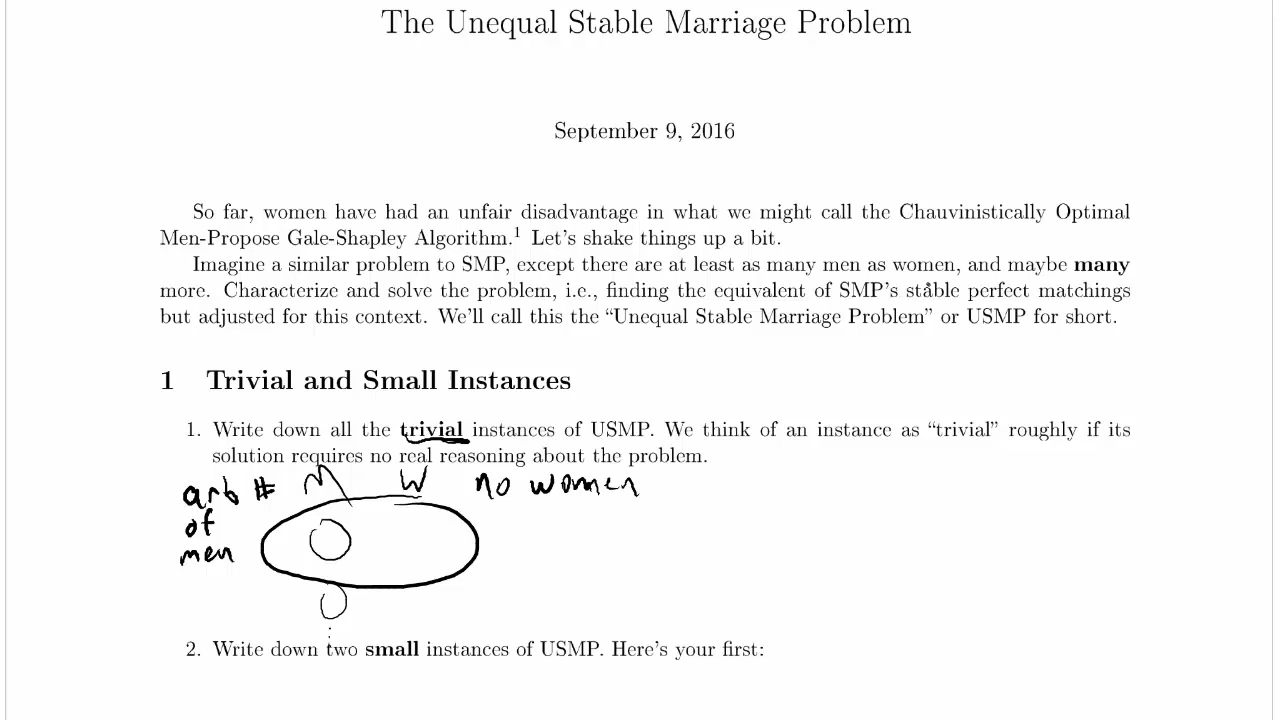 The Unequal Stable Marriage Problem
September 9, 2016
So far, women have had an unfair disadvantage in what we might call the Chauvinistically Optimal
Men-Propose Gale-Shapley Algorithm.¹ Let's shake things up a bit.
Imagine a similar problem to SMP, except there are at least as many men as women, and maybe many
more. Characterize and solve the problem, i.e., finding the equivalent of SMP's stable perfect matchings
but adjusted for this context. We'll call this the “Unequal Stable Marriage Problem” or USMP for short.
1 Trivial and Small Instances
1. Write down all the trivial instances of USMP. We think of an instance as “trivial” roughly if its
solution requires no real reasoning about the problem.
arb # M W no women
of
men
2. Write down two small instances of USMP. Here's your first: